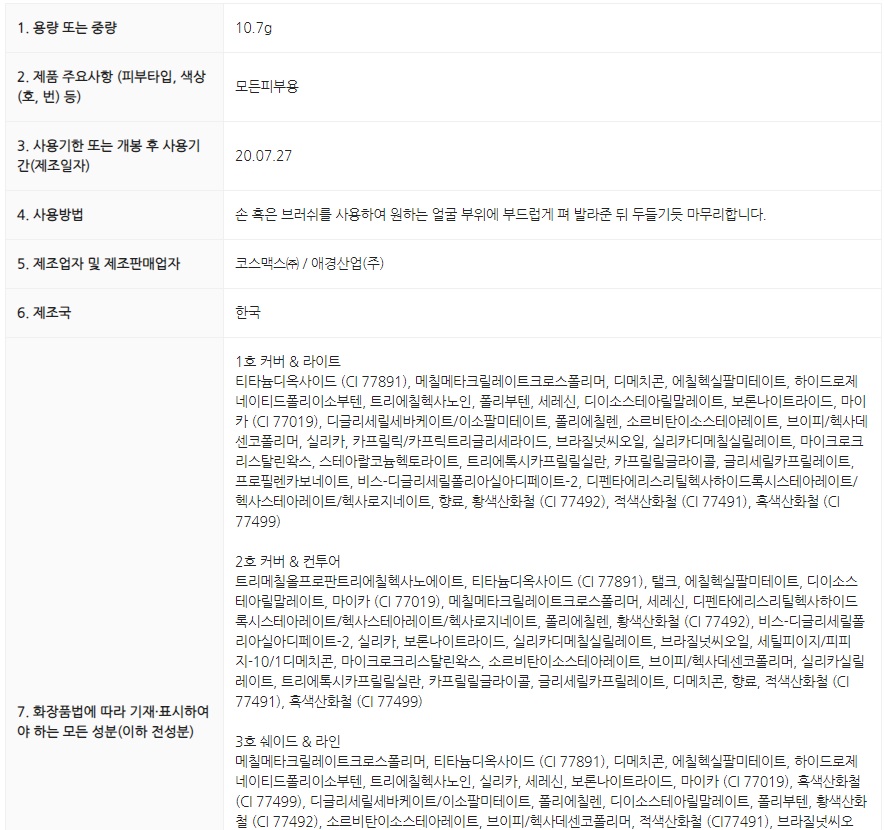 1. 용량 또는 중량
10.7g
2. 제품 주요사항 (피부타입, 색상
(호, 번) 등)
모든피부용
3. 사용기한 또는 개봉 후 사용기
간(제조일자)
20.07.27
4. 사용방법
손 혹은 브러쉬를 사용하여 원하는 얼굴 부위에 부드럽게 펴 발라준 뒤 두들기듯 마무리합니다.
5. 제조업자 및 제조판매업자
코스맥스㈜ / 애경산업(주)
6. 제조국
한국
7. 화장품법에 따라 기재·표시하여
야 하는 모든 성분(이하 전성분)
1호 커버 & 라이트
티타늄디옥사이드 (CI 77891), 메칠메타크릴레이트크로스폴리머, 디메치콘, 에칠헥실팔미테이트, 하이드로제
네이티드폴리이소부텐, 트리에칠헥사노인, 폴리부텐, 세레신, 디이소스테아릴말레이트, 보론나이트라이드, 마이
카 (CI 77019), 디글리세릴세바케이트/이소팔미테이트, 폴리에칠렌, 소르비탄이소스테아레이트, 브이피/헥사데
센코폴리머, 실리카, 카프릴릭/카프릭트리글리세라이드, 브라질넛씨오일, 실리카디메칠실릴레이트, 마이크로크
리스탈린왁스, 스테아랄코늄헥토라이트, 트리에톡시카프릴릴실란, 카프릴릴글라이콜, 글리세릴카프릴레이트,
프로필렌카보네이트, 비스-디글리세릴폴리아실아디페이트-2, 디펜타에리스리틸헥사하이드록시스테아레이트/
헥사스테아레이트/헥사로지네이트, 향료, 황색산화철 (CI 77492), 적색산화철 (CI 77491), 흑색산화철 (CI
77499)
2호 커버 & 컨투어
트리메칠올프로판트리에칠헥사노에이트, 티타늄디옥사이드 (CI 77891), 탤크, 에칠헥실팔미테이트, 디이소스
테아릴말레이트, 마이카 (CI 77019), 메칠메타크릴레이트크로스폴리머, 세레신, 디펜타에리스리틸헥사하이드
록시스테아레이트/헥사스테아레이트/헥사로지네이트, 폴리에칠렌, 황색산화철 (CI 77492), 비스-디글리세릴폴
리아실아디페이트-2, 실리카, 보론나이트라이드, 실리카디메칠실릴레이트, 브라질넛씨오일, 세틸피이지/피피
지-10/1디메치콘, 마이크로크리스탈린왁스, 소르비탄이소스테아레이트, 브이피/헥사데센코폴리머, 실리카실릴
레이트, 트리에톡시카프릴릴실란, 카프릴릴글라이콜, 글리세릴카프릴레이트, 디메치콘, 향료, 적색산화철 (CI
77491), 흑색산화철 (CI 77499)
3호 쉐이드 & 라인
메칠메타크릴레이트크로스폴리머, 티타늄디옥사이드 (CI 77891), 디메치콘, 에칠헥실팔미테이트, 하이드로제
네이티드폴리이소부텐, 트리에칠헥사노인, 실리카, 세레신, 보론나이트라이드, 마이카 (CI 77019), 흑색산화철
(CI 77499), 디글리세릴세바케이트/이소팔미테이트, 폴리에칠렌, 디이소스테아릴말레이트, 폴리부텐, 황색산화
철 (CI 77492), 소르비탄이소스테아레이트, 브이피/헥사데센코폴리머, 적색산화철 (CI77491), 브라질넛씨오